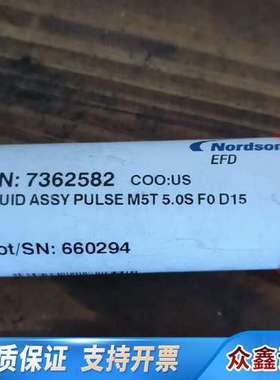 Nordson
EFD
N: 7362582 COO:US
UID ASSY PULSE M5T 5.0S F0 D15
ot/SN: 660294
质保证 支持开票 众鑫